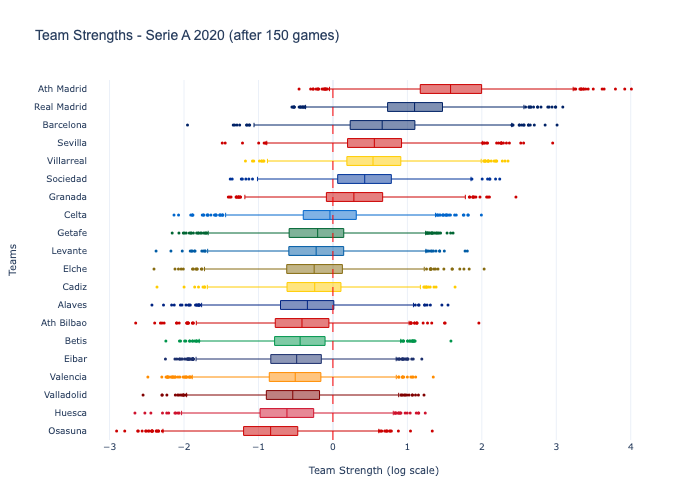 Team Strengths - Serie A 2020 (after 150 games)
Ath Madrid
Real Madrid
Barcelona
Sevilla
Villarreal
Sociedad
Granada
Celta
Getafe
Levante
Elche
Cadiz
Alaves
Ath Bilbao
Betis
Eibar
Valencia
Valladolid
Huesca
Osasuna
Teams
−3 −2 −1 0 1 2 3 4
Team Strength (log scale)